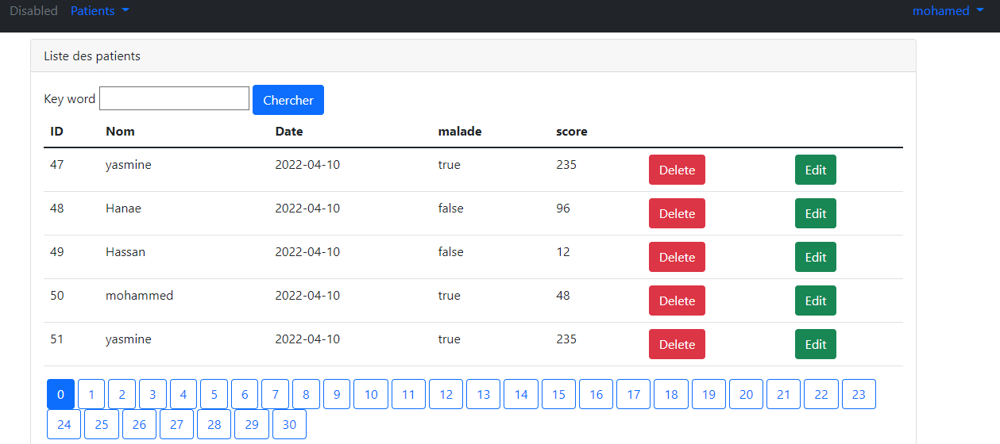 Disabled Patients mohamed
Liste des patients
Key word Chercher
ID Nom Date malade score
47 yasmine 2022-04-10 true 235 Delete Edit
48 Hanae 2022-04-10 false 96 Delete Edit
49 Hassan 2022-04-10 false 12 Delete Edit
50 mohammed 2022-04-10 true 48 Delete Edit
51 yasmine 2022-04-10 true 235 Delete Edit
0 1 2 3 4 5 6 7 8 9 10 11 12 13 14 15 16 17 18 19 20 21 22 23
24 25 26 27 28 29 30